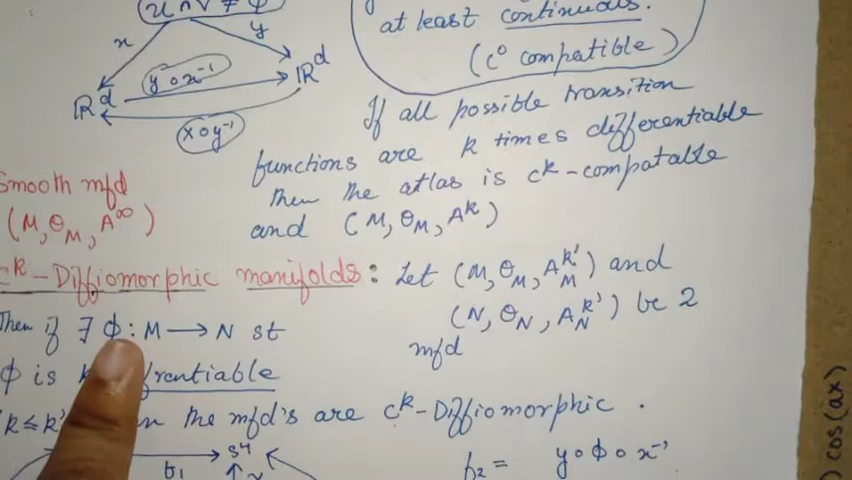 U ∩ V ≠ φ
x
y
at least continuous.
(C⁰ compatible)
y∘x⁻¹
ℝᵈ
ℝᵈ
x∘y⁻¹
If all possible transition
functions are k times differentiable
Then the atlas is Cᵏ-compatable
and (M, Θ_M, Aᵏ)
Smooth mfd
(M, Θ_M, A^∞)
Cᵏ-Diffiomorphic manifolds: Let (M, Θ_M, A_M^k') and
(N, Θ_N, A_N^k') be 2
mfd
Then if ∃ ϕ: M → N st
ϕ is
rentiable
k ≤ k'
the mfd's are Cᵏ-Diffiomorphic.
y∘ϕ∘x⁻¹
) cos(ax)